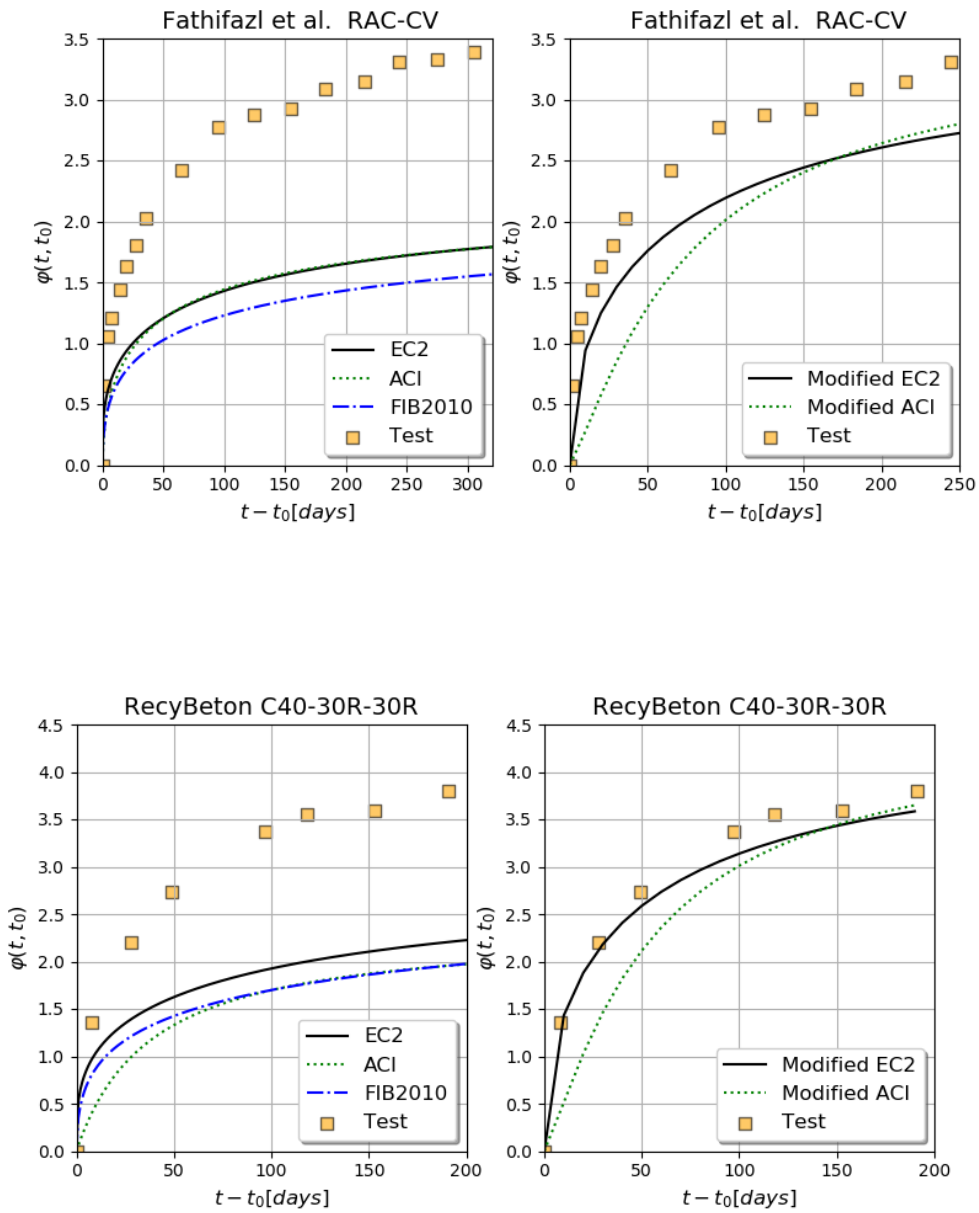 Fathifazl et al.  RAC-CV
3.5
3.0
2.5
2.0
1.5
1.0
0.5
0.0
φ(t, t₀)
EC2
ACI
FIB2010
Test
0 50 100 150 200 250 300
t − t₀[days]
Fathifazl et al.  RAC-CV
3.5
3.0
2.5
2.0
1.5
1.0
0.5
0.0
φ(t, t₀)
Modified EC2
Modified ACI
Test
0 50 100 150 200 250
t − t₀[days]
RecyBeton C40-30R-30R
4.5
4.0
3.5
3.0
2.5
2.0
1.5
1.0
0.5
0.0
φ(t, t₀)
EC2
ACI
FIB2010
Test
0 50 100 150 200
t − t₀[days]
RecyBeton C40-30R-30R
4.5
4.0
3.5
3.0
2.5
2.0
1.5
1.0
0.5
0.0
φ(t, t₀)
Modified EC2
Modified ACI
Test
0 50 100 150 200
t − t₀[days]